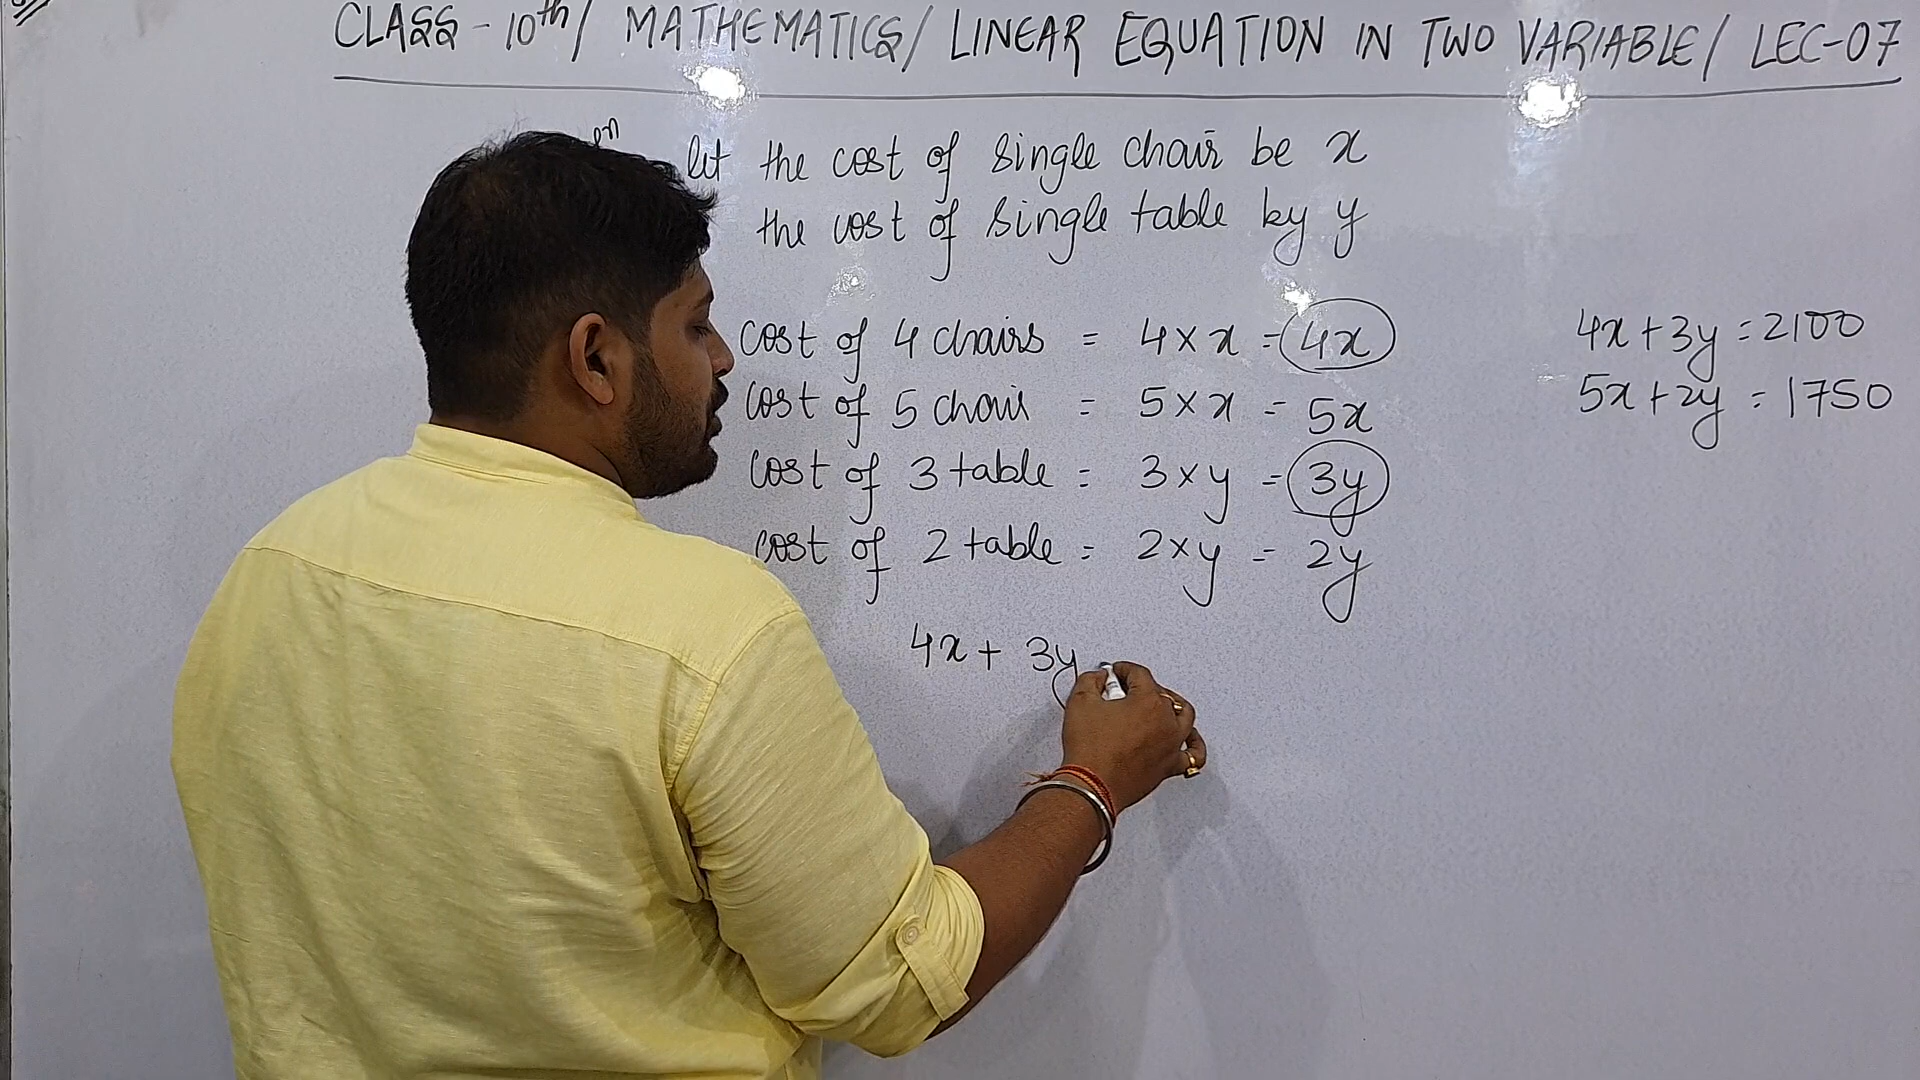 CLASS - 10th / MATHEMATICS / LINEAR EQUATION IN TWO VARIABLE / LEC-07
let the cost of single chair be x
the cost of single table by y
cost of 4 chairs = 4 × x = 4x
cost of 5 chair = 5 × x = 5x
cost of 3 table = 3 × y = 3y
cost of 2 table = 2 × y = 2y
4x + 3y
4x + 3y = 2100
5x + 2y = 1750